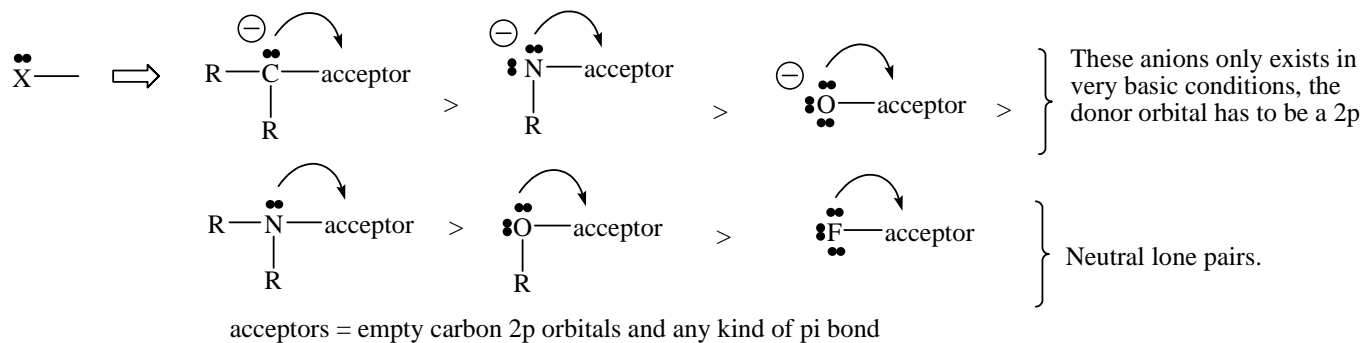 X
R C acceptor
R
>
N acceptor
R
>
O acceptor
>
These anions only exists in
very basic conditions, the
donor orbital has to be a 2p
R N acceptor
R
>
O acceptor
R
>
F acceptor
Neutral lone pairs.
acceptors = empty carbon 2p orbitals and any kind of pi bond